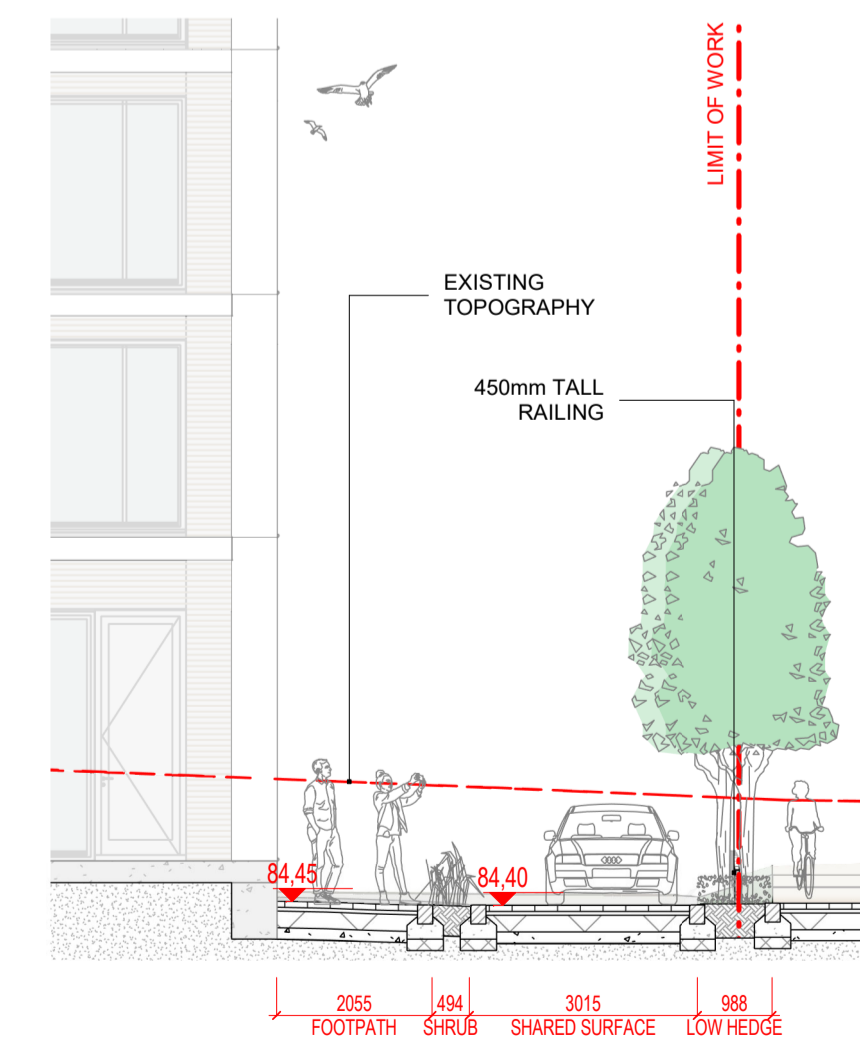 LIMIT OF WORK
EXISTING
TOPOGRAPHY
450mm TALL
RAILING
84,45
84,40
2055
494
3015
988
FOOTPATH
SHRUB
SHARED SURFACE
LOW HEDGE